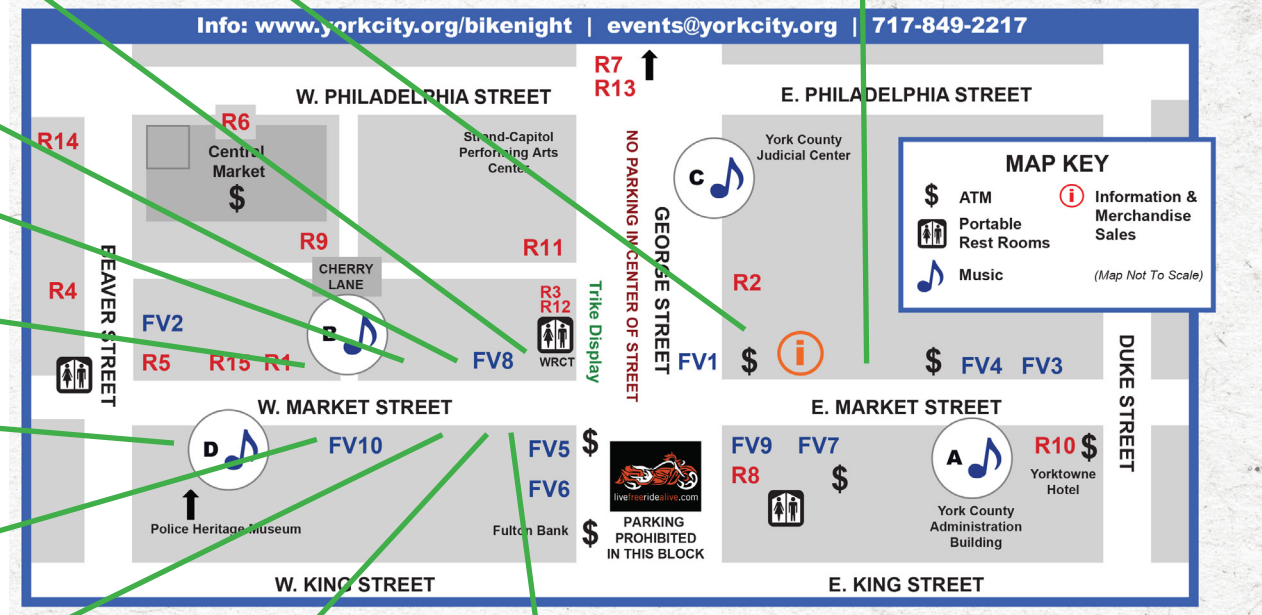 Info: www.yorkcity.org/bikenight | events@yorkcity.org | 717-849-2217
R7
R13
W. PHILADELPHIA STREET
E. PHILADELPHIA STREET
R14
R6
Central
Market
$
Strand-Capitol
Performing Arts
Center
NO PARKING IN CENTER OF STREET
C
York County
Judicial Center
MAP KEY
$ ATM
Portable
Rest Rooms
Music
i Information &
Merchandise
Sales
(Map Not To Scale)
GEORGE STREET
R9
R11
BEAVER STREET
R4
CHERRY
LANE
R3
R12
WRCT
Trike Display
R2
FV2
B
R5 R15 R1
FV8
FV1 $ i
$ FV4 FV3
DUKE STREET
W. MARKET STREET
E. MARKET STREET
D
FV10
FV5 $
FV6
livefreeridealive.com
FV9 FV7
R8
$
A
R10 $
Yorktowne
Hotel
Police Heritage Museum
Fulton Bank $
PARKING
PROHIBITED
IN THIS BLOCK
York County
Administration
Building
W. KING STREET
E. KING STREET